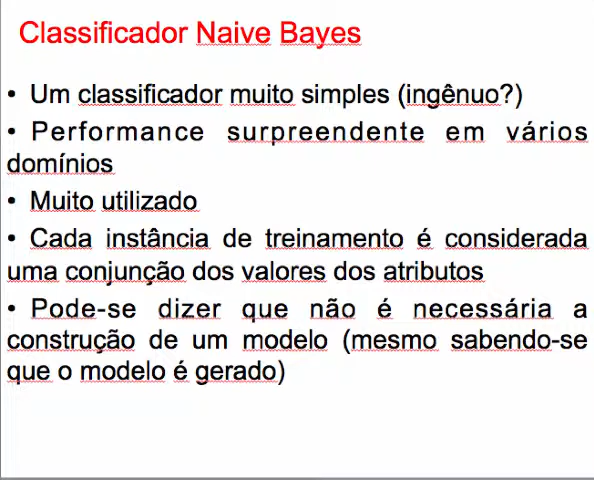 Classificador Naive Bayes
• Um classificador muito simples (ingênuo?)
• Performance surpreendente em vários
domínios
• Muito utilizado
• Cada instância de treinamento é considerada
uma conjunção dos valores dos atributos
• Pode-se dizer que não é necessária a
construção de um modelo (mesmo sabendo-se
que o modelo é gerado)